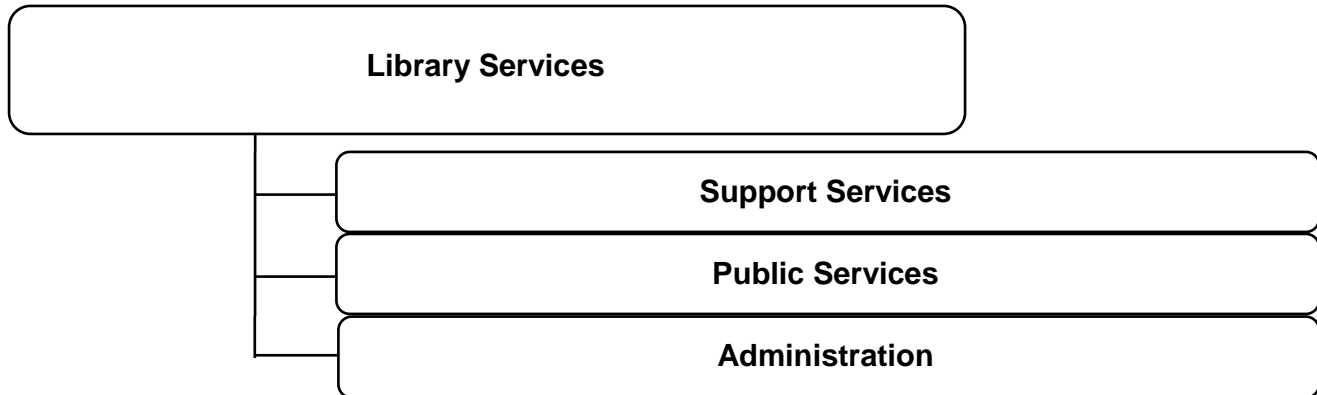 Library Services
Support Services
Public Services
Administration